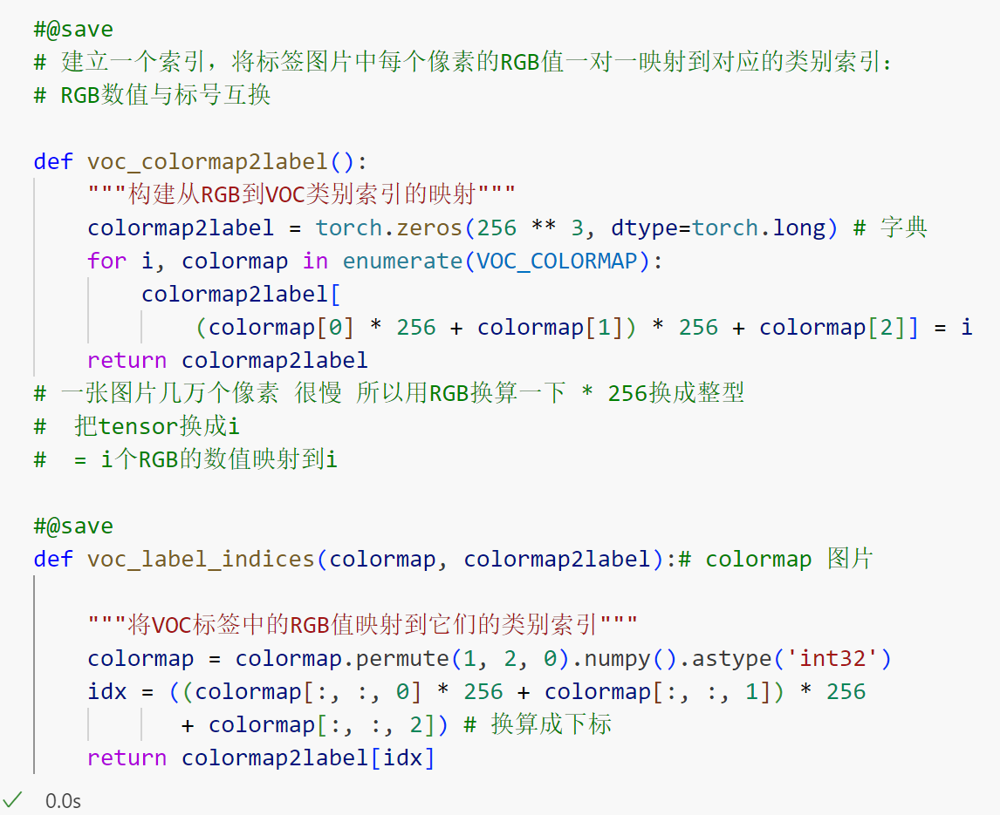 #@save
# 建立一个索引，将标签图片中每个像素的RGB值一对一映射到对应的类别索引：
# RGB数值与标号互换
def voc_colormap2label():
"""构建从RGB到VOC类别索引的映射"""
colormap2label = torch.zeros(256 ** 3, dtype=torch.long) # 字典
for i, colormap in enumerate(VOC_COLORMAP):
colormap2label[
(colormap[0] * 256 + colormap[1]) * 256 + colormap[2]] = i
return colormap2label
# 一张图片几万个像素 很慢 所以用RGB换算一下 * 256换成整型
#  把tensor换成i
#  = i个RGB的数值映射到i
#@save
def voc_label_indices(colormap, colormap2label):# colormap 图片
"""将VOC标签中的RGB值映射到它们的类别索引"""
colormap = colormap.permute(1, 2, 0).numpy().astype('int32')
idx = ((colormap[:, :, 0] * 256 + colormap[:, :, 1]) * 256
+ colormap[:, :, 2]) # 换算成下标
return colormap2label[idx]
0.0s